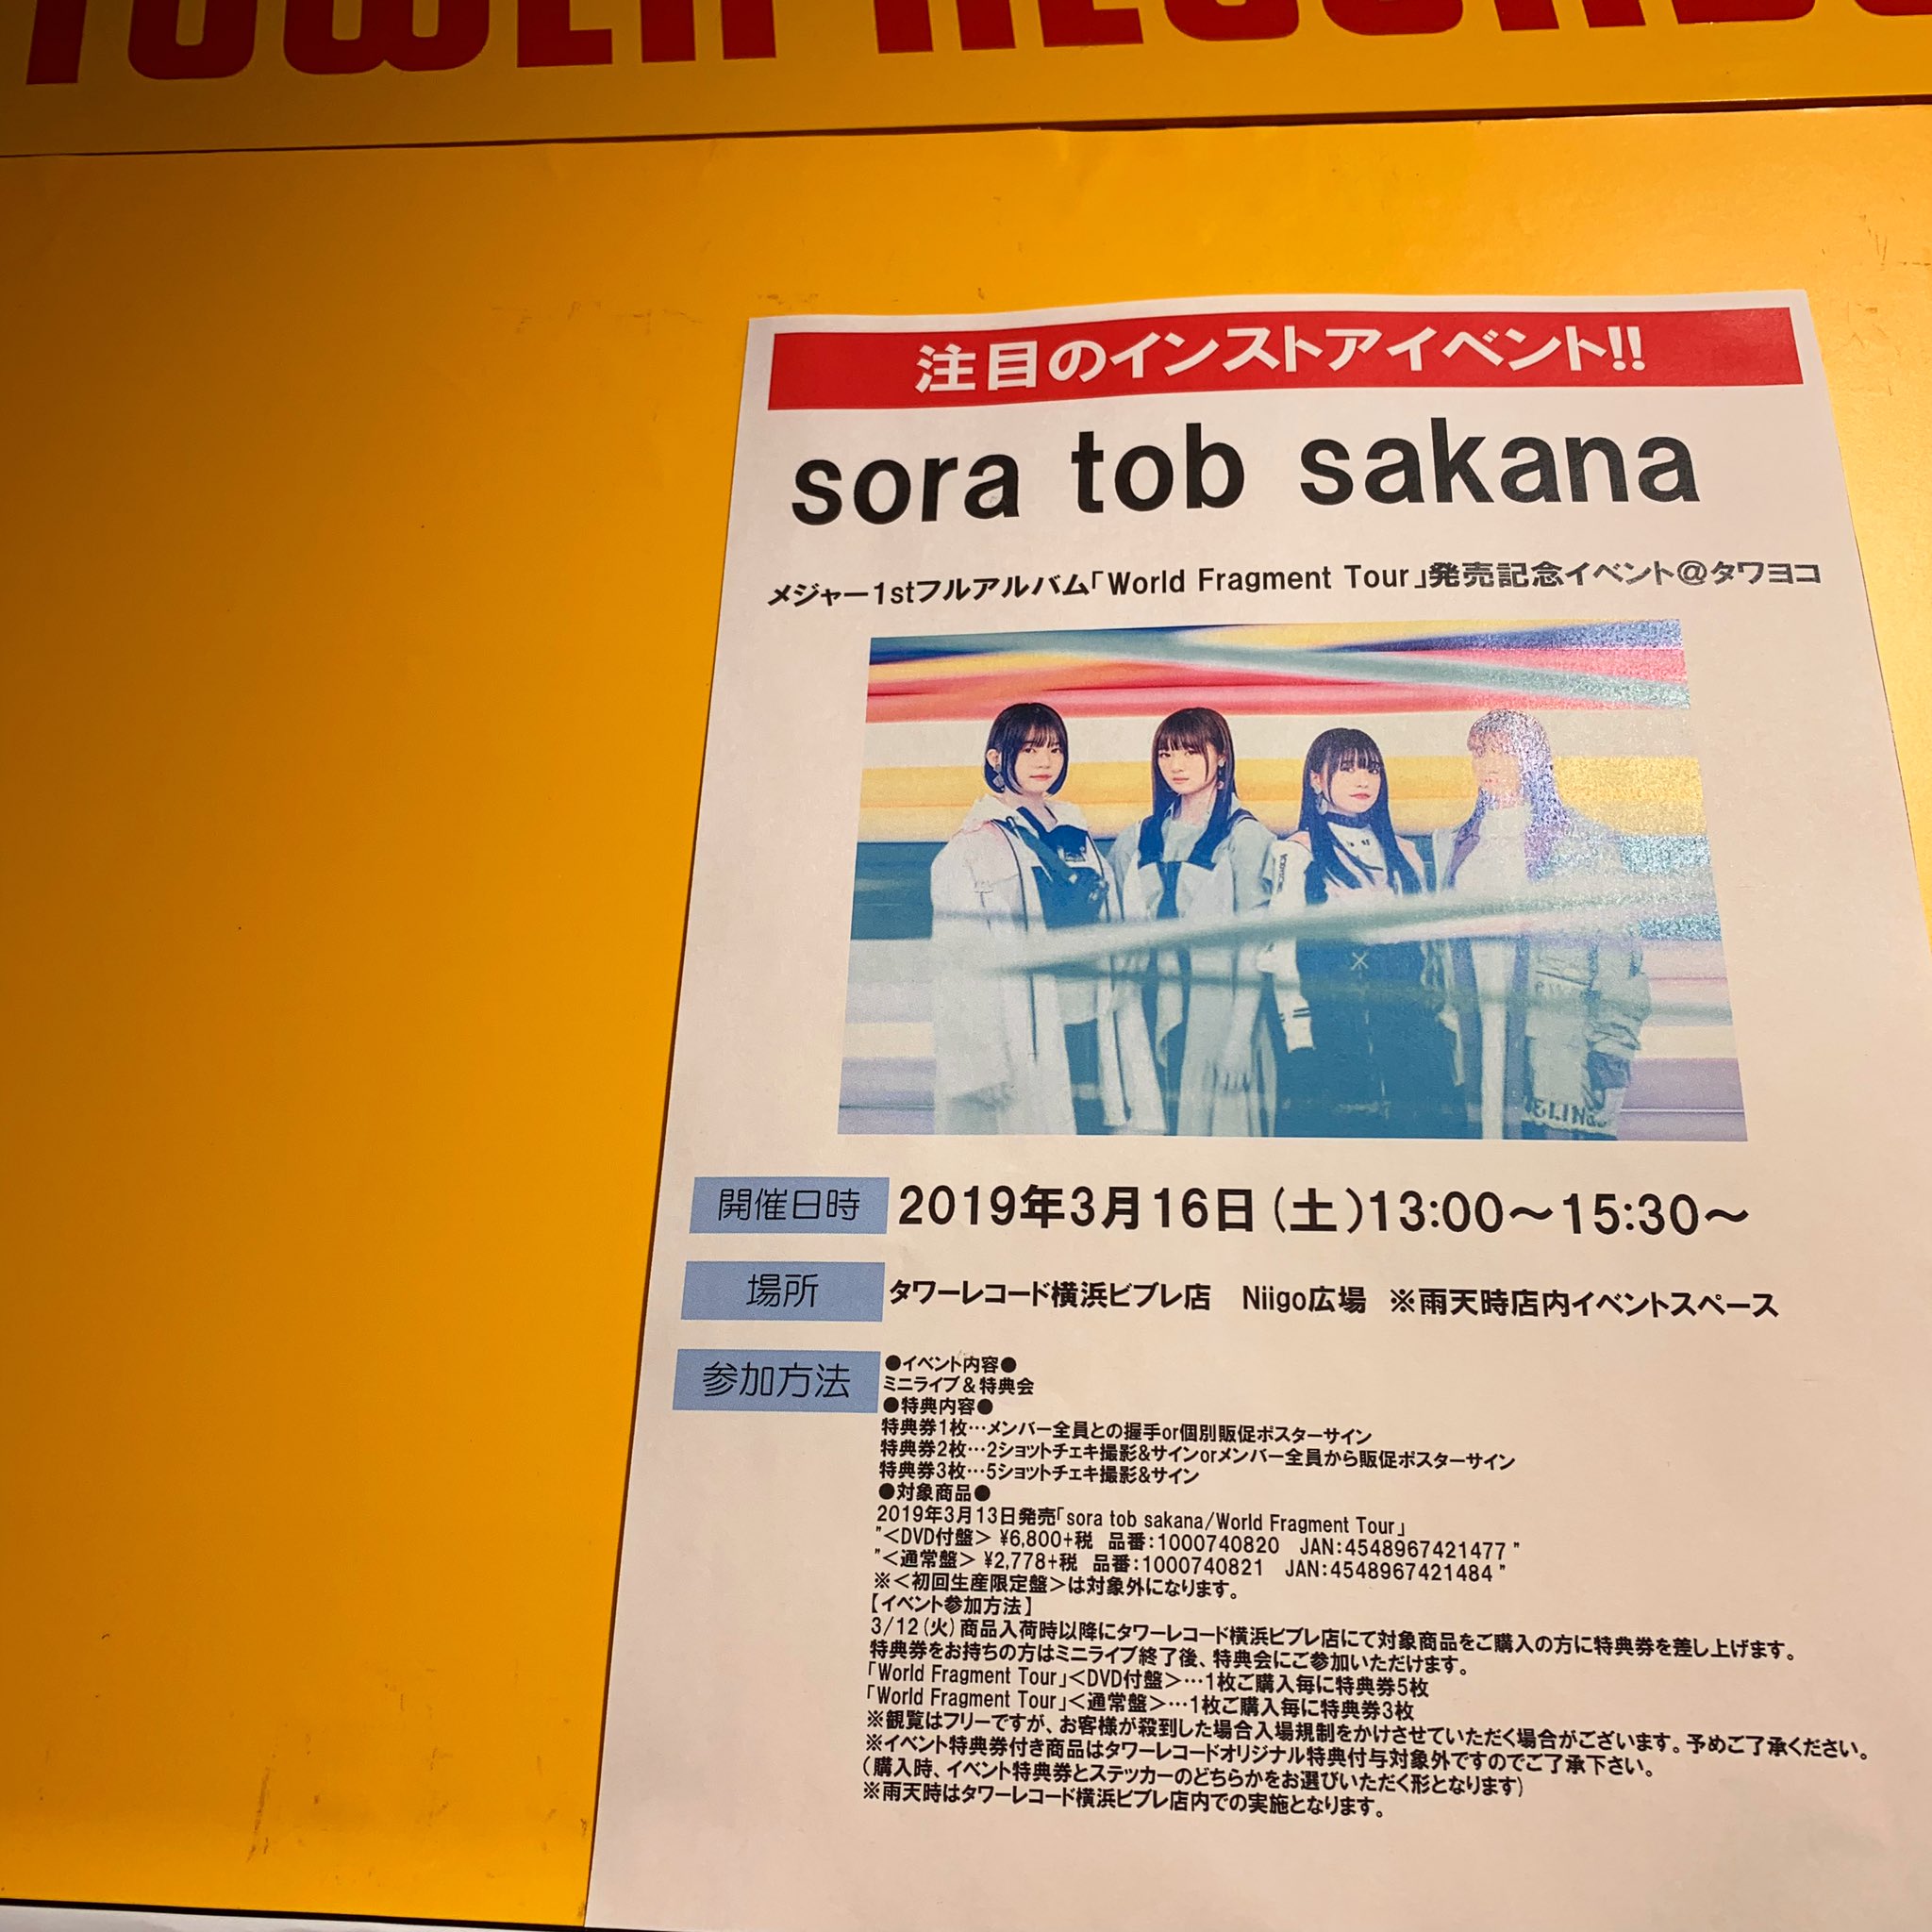 TOWER RECORDS
注目のインストアイベント!!
sora tob sakana
メジャー1stフルアルバム「World Fragment Tour」発売記念イベント@タワヨコ
開催日時 2019年3月16日(土)13:00～15:30～
場所 タワーレコード横浜ビブレ店 Niigo広場 ※雨天時店内イベントスペース
参加方法 ●イベント内容●
ミニライブ&特典会
●特典内容●
特典券1枚…メンバー全員との握手or個別販促ポスターサイン
特典券2枚…2ショットチェキ撮影&サインorメンバー全員から販促ポスターサイン
特典券3枚…5ショットチェキ撮影&サイン
●対象商品●
2019年3月13日発売「sora tob sakana/World Fragment Tour」
"<DVD付盤> ¥6,800+税 品番:1000740820 JAN:4548967421477"
"<通常盤> ¥2,778+税 品番:1000740821 JAN:4548967421484"
※<初回生産限定盤>は対象外になります。
【イベント参加方法】
3/12(火)商品入荷時以降にタワーレコード横浜ビブレ店にて対象商品をご購入の方に特典券を差し上げます。
特典券をお持ちの方はミニライブ終了後、特典会にご参加いただけます。
「World Fragment Tour」<DVD付盤>…1枚ご購入毎に特典券5枚
「World Fragment Tour」<通常盤>…1枚ご購入毎に特典券3枚
※観覧はフリーですが、お客様が殺到した場合入場規制をかけさせていただく場合がございます。予めご了承ください。
※イベント特典券付き商品はタワーレコードオリジナル特典付与対象外ですのでご了承下さい。
(購入時、イベント特典券とステッカーのどちらかをお選びいただく形となります)
※雨天時はタワーレコード横浜ビブレ店内での実施となります。